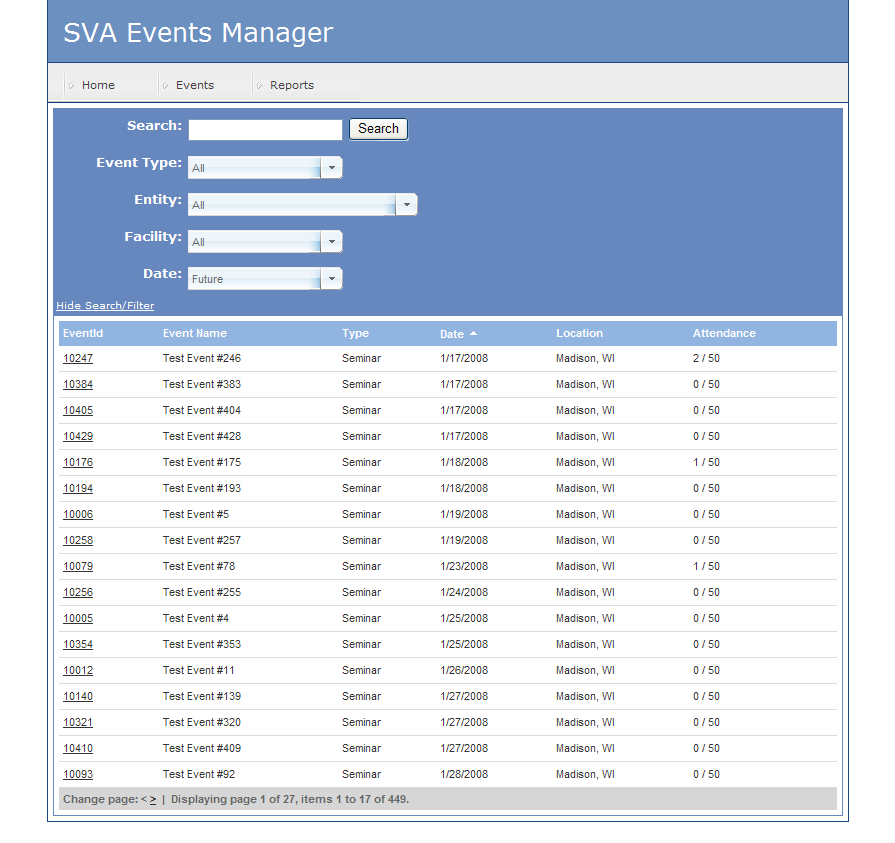 SVA Events Manager
Home Events Reports
Search: Search
Event Type: All
Entity: All
Facility: All
Date: Future
Hide Search/Filter
EventId Event Name Type Date Location Attendance
10247 Test Event #246 Seminar 1/17/2008 Madison, WI 2 / 50
10384 Test Event #383 Seminar 1/17/2008 Madison, WI 0 / 50
10405 Test Event #404 Seminar 1/17/2008 Madison, WI 0 / 50
10429 Test Event #428 Seminar 1/17/2008 Madison, WI 0 / 50
10176 Test Event #175 Seminar 1/18/2008 Madison, WI 1 / 50
10194 Test Event #193 Seminar 1/18/2008 Madison, WI 0 / 50
10006 Test Event #5 Seminar 1/19/2008 Madison, WI 0 / 50
10258 Test Event #257 Seminar 1/19/2008 Madison, WI 0 / 50
10079 Test Event #78 Seminar 1/23/2008 Madison, WI 1 / 50
10256 Test Event #255 Seminar 1/24/2008 Madison, WI 0 / 50
10005 Test Event #4 Seminar 1/25/2008 Madison, WI 0 / 50
10354 Test Event #353 Seminar 1/25/2008 Madison, WI 0 / 50
10012 Test Event #11 Seminar 1/26/2008 Madison, WI 0 / 50
10140 Test Event #139 Seminar 1/27/2008 Madison, WI 0 / 50
10321 Test Event #320 Seminar 1/27/2008 Madison, WI 0 / 50
10410 Test Event #409 Seminar 1/27/2008 Madison, WI 0 / 50
10093 Test Event #92 Seminar 1/28/2008 Madison, WI 0 / 50
Change page: < > | Displaying page 1 of 27, items 1 to 17 of 449.